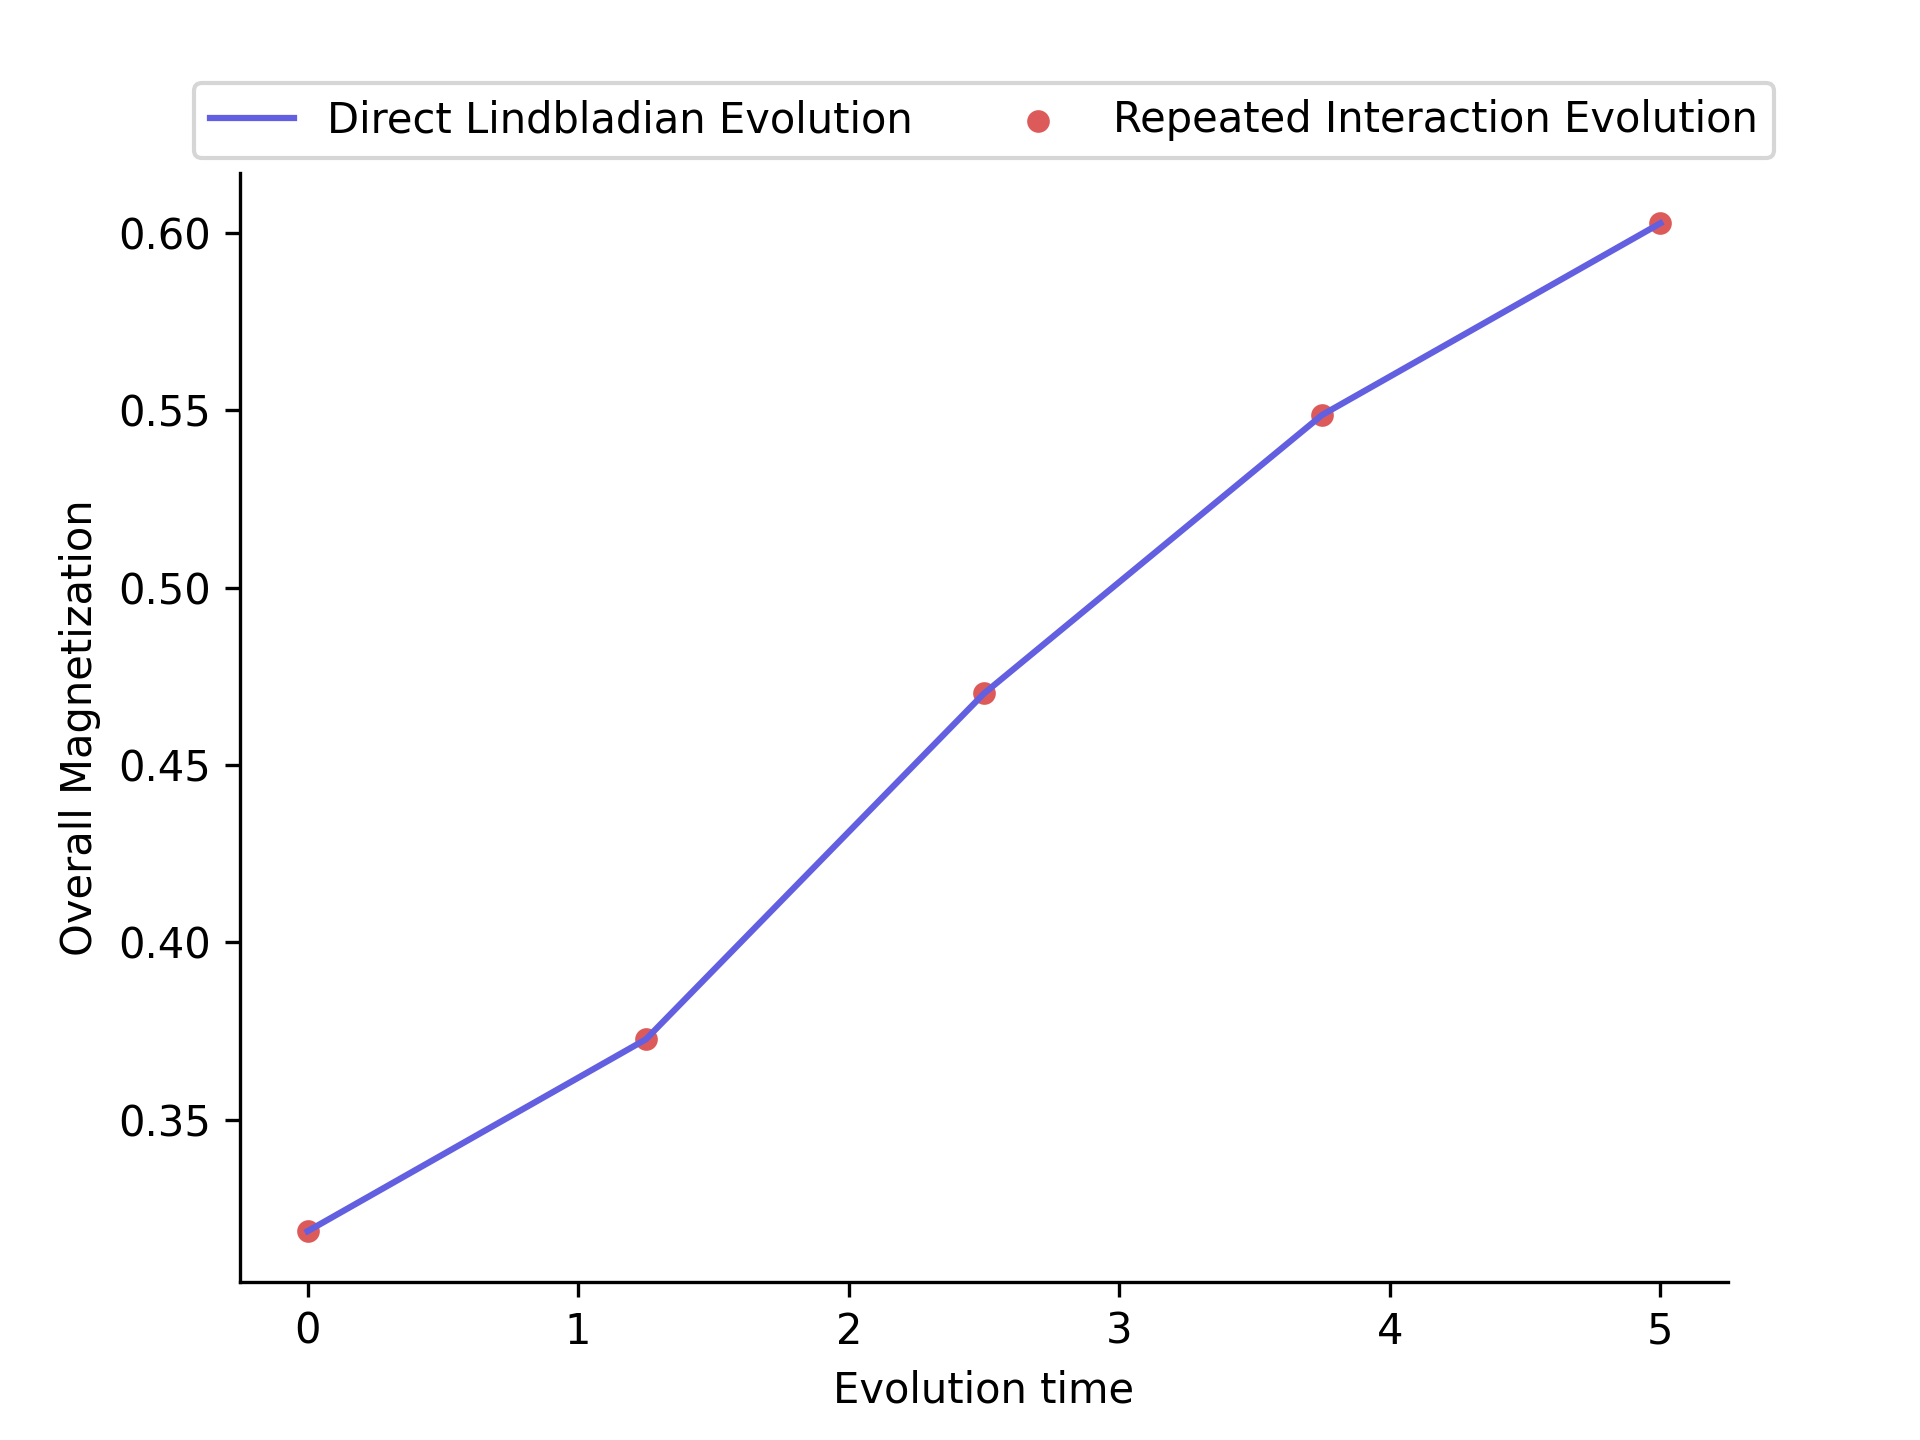 Direct Lindbladian Evolution
Repeated Interaction Evolution
Overall Magnetization
0.60
0.55
0.50
0.45
0.40
0.35
0 1 2 3 4 5
Evolution time